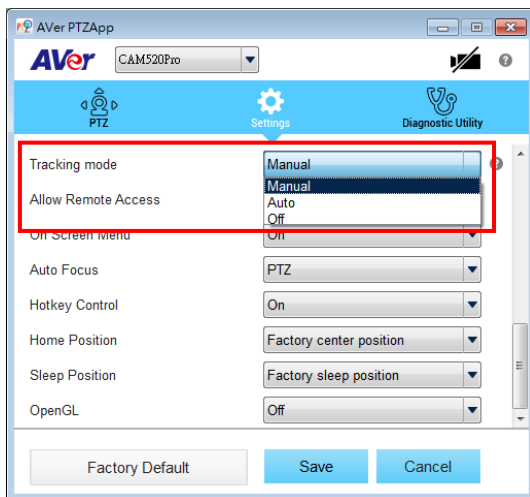 AVer PTZApp
AVer CAM520Pro ?
PTZ Settings Diagnostic Utility
Tracking mode Manual ?
Manual
Allow Remote Access Auto
Off
On Screen Menu On
Auto Focus PTZ
Hotkey Control On
Home Position Factory center position
Sleep Position Factory sleep position
OpenGL Off
Factory Default Save Cancel